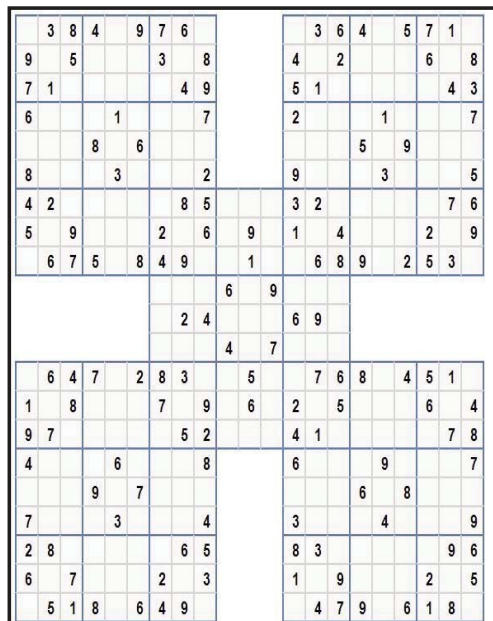 3 8 4 9 7 6 3 6 4 5 7 1
9 5 3 8 4 2 6 8
7 1 4 9 5 1 4 3
6 1 7 2 1 7
8 6 5 9
8 3 2 9 3 5
4 2 8 5 3 2 7 6
5 9 2 6 9 1 4 2 9
6 7 5 8 4 9 1 6 8 9 2 5 3
6 9
2 4 6 9
4 7
6 4 7 2 8 3 5 7 6 8 4 5 1
1 8 7 9 6 2 5 6 4
9 7 5 2 4 1 7 8
4 6 8 6 9 7
9 7 6 8
7 3 4 3 4 9
2 8 6 5 8 3 9 6
6 7 2 3 1 9 2 5
5 1 8 6 4 9 4 7 9 6 1 8